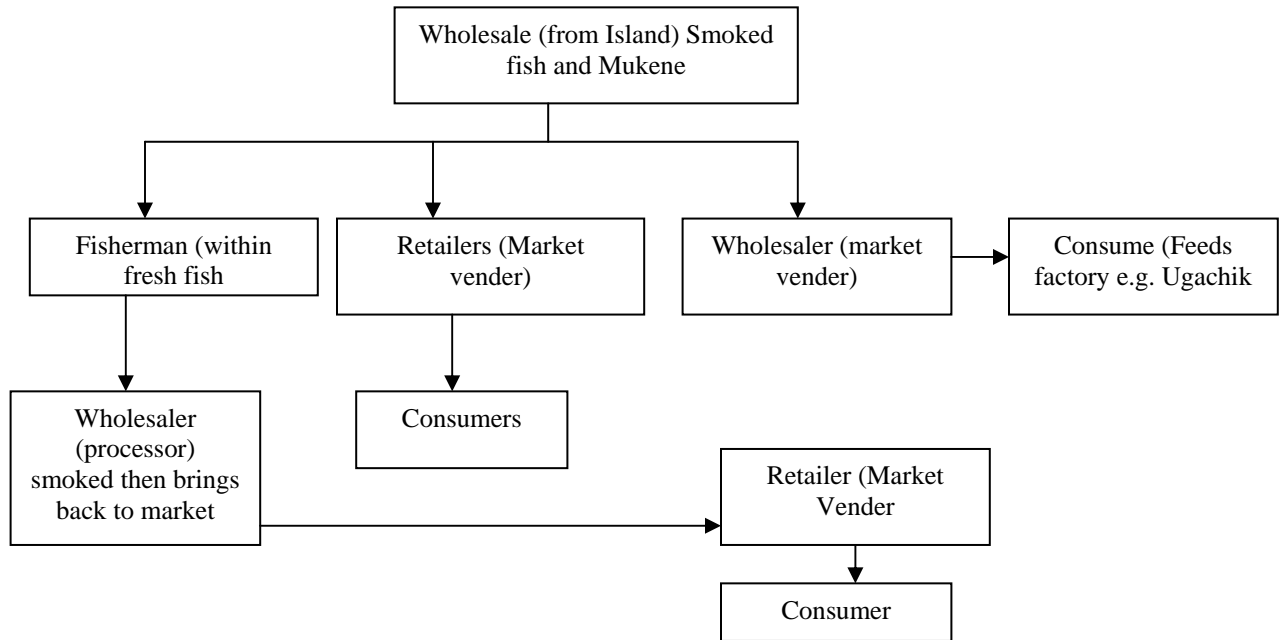 Wholesale (from Island) Smoked
fish and Mukene
Fisherman (within
fresh fish
Retailers (Market
vender)
Wholesaler (market
vender)
Consume (Feeds
factory e.g. Ugachik
Wholesaler
(processor)
smoked then brings
back to market
Consumers
Retailer (Market
Vender
Consumer